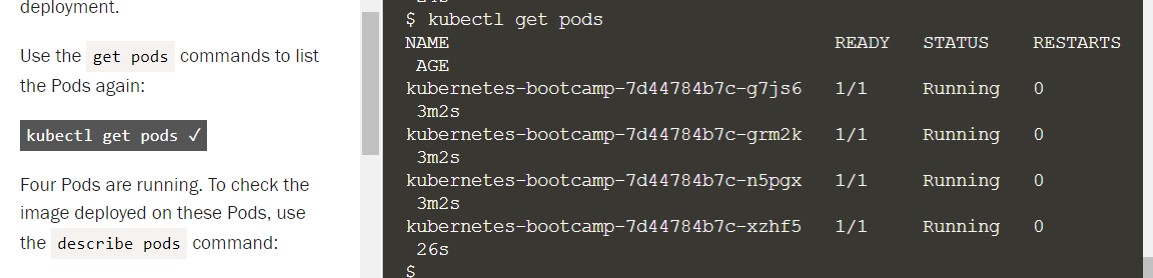 deployment.
Use the get pods commands to list
the Pods again:
kubectl get pods ✓
Four Pods are running. To check the
image deployed on these Pods, use
the describe pods command:
$ kubectl get pods
NAME READY STATUS RESTARTS
AGE
kubernetes-bootcamp-7d44784b7c-g7js6 1/1 Running 0
3m2s
kubernetes-bootcamp-7d44784b7c-grm2k 1/1 Running 0
3m2s
kubernetes-bootcamp-7d44784b7c-n5pgx 1/1 Running 0
3m2s
kubernetes-bootcamp-7d44784b7c-xzhf5 1/1 Running 0
26s
$